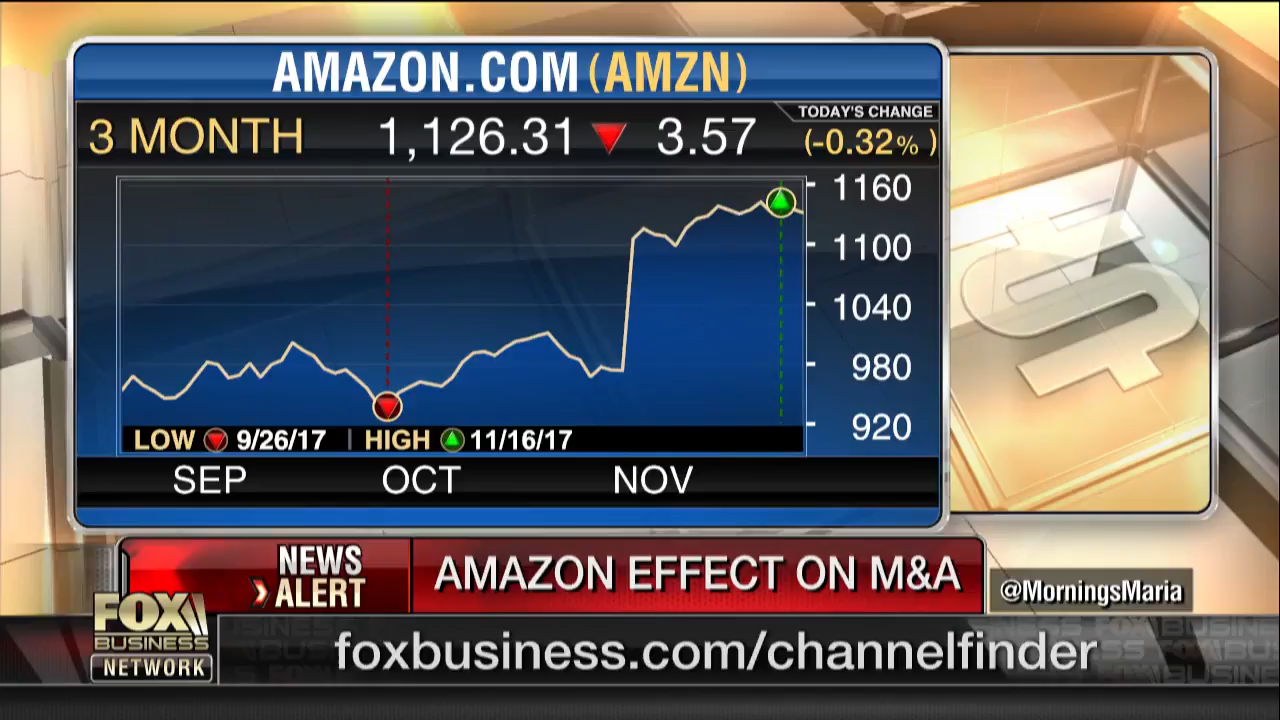 AMAZON.COM (AMZN)
TODAY'S CHANGE
3 MONTH 1,126.31 3.57 (-0.32%)
1160
1100
1040
980
920
LOW 9/26/17 | HIGH 11/16/17
SEP OCT NOV
NEWS
ALERT
AMAZON EFFECT ON M&A
@MorningsMaria
FOX
BUSINESS
NETWORK
foxbusiness.com/channelfinder